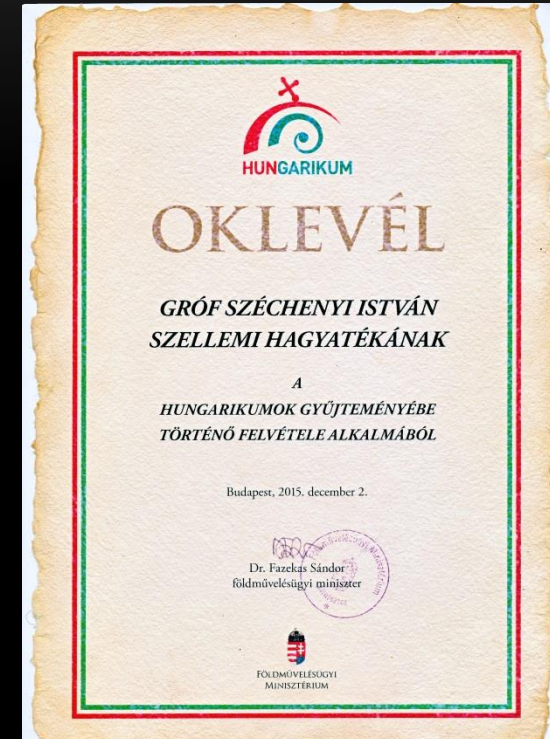 HUNGARIKUM
OKLEVÉL
GRÓF SZÉCHENYI ISTVÁN
SZELLEMI HAGYATÉKÁNAK
A
HUNGARIKUMOK GYŰJTEMÉNYÉBE
TÖRTÉNŐ FELVÉTELE ALKALMÁBÓL
Budapest, 2015. december 2.
Dr. Fazekas Sándor
földművelésügyi miniszter
FÖLDMŰVELÉSÜGYI
MINISZTÉRIUM